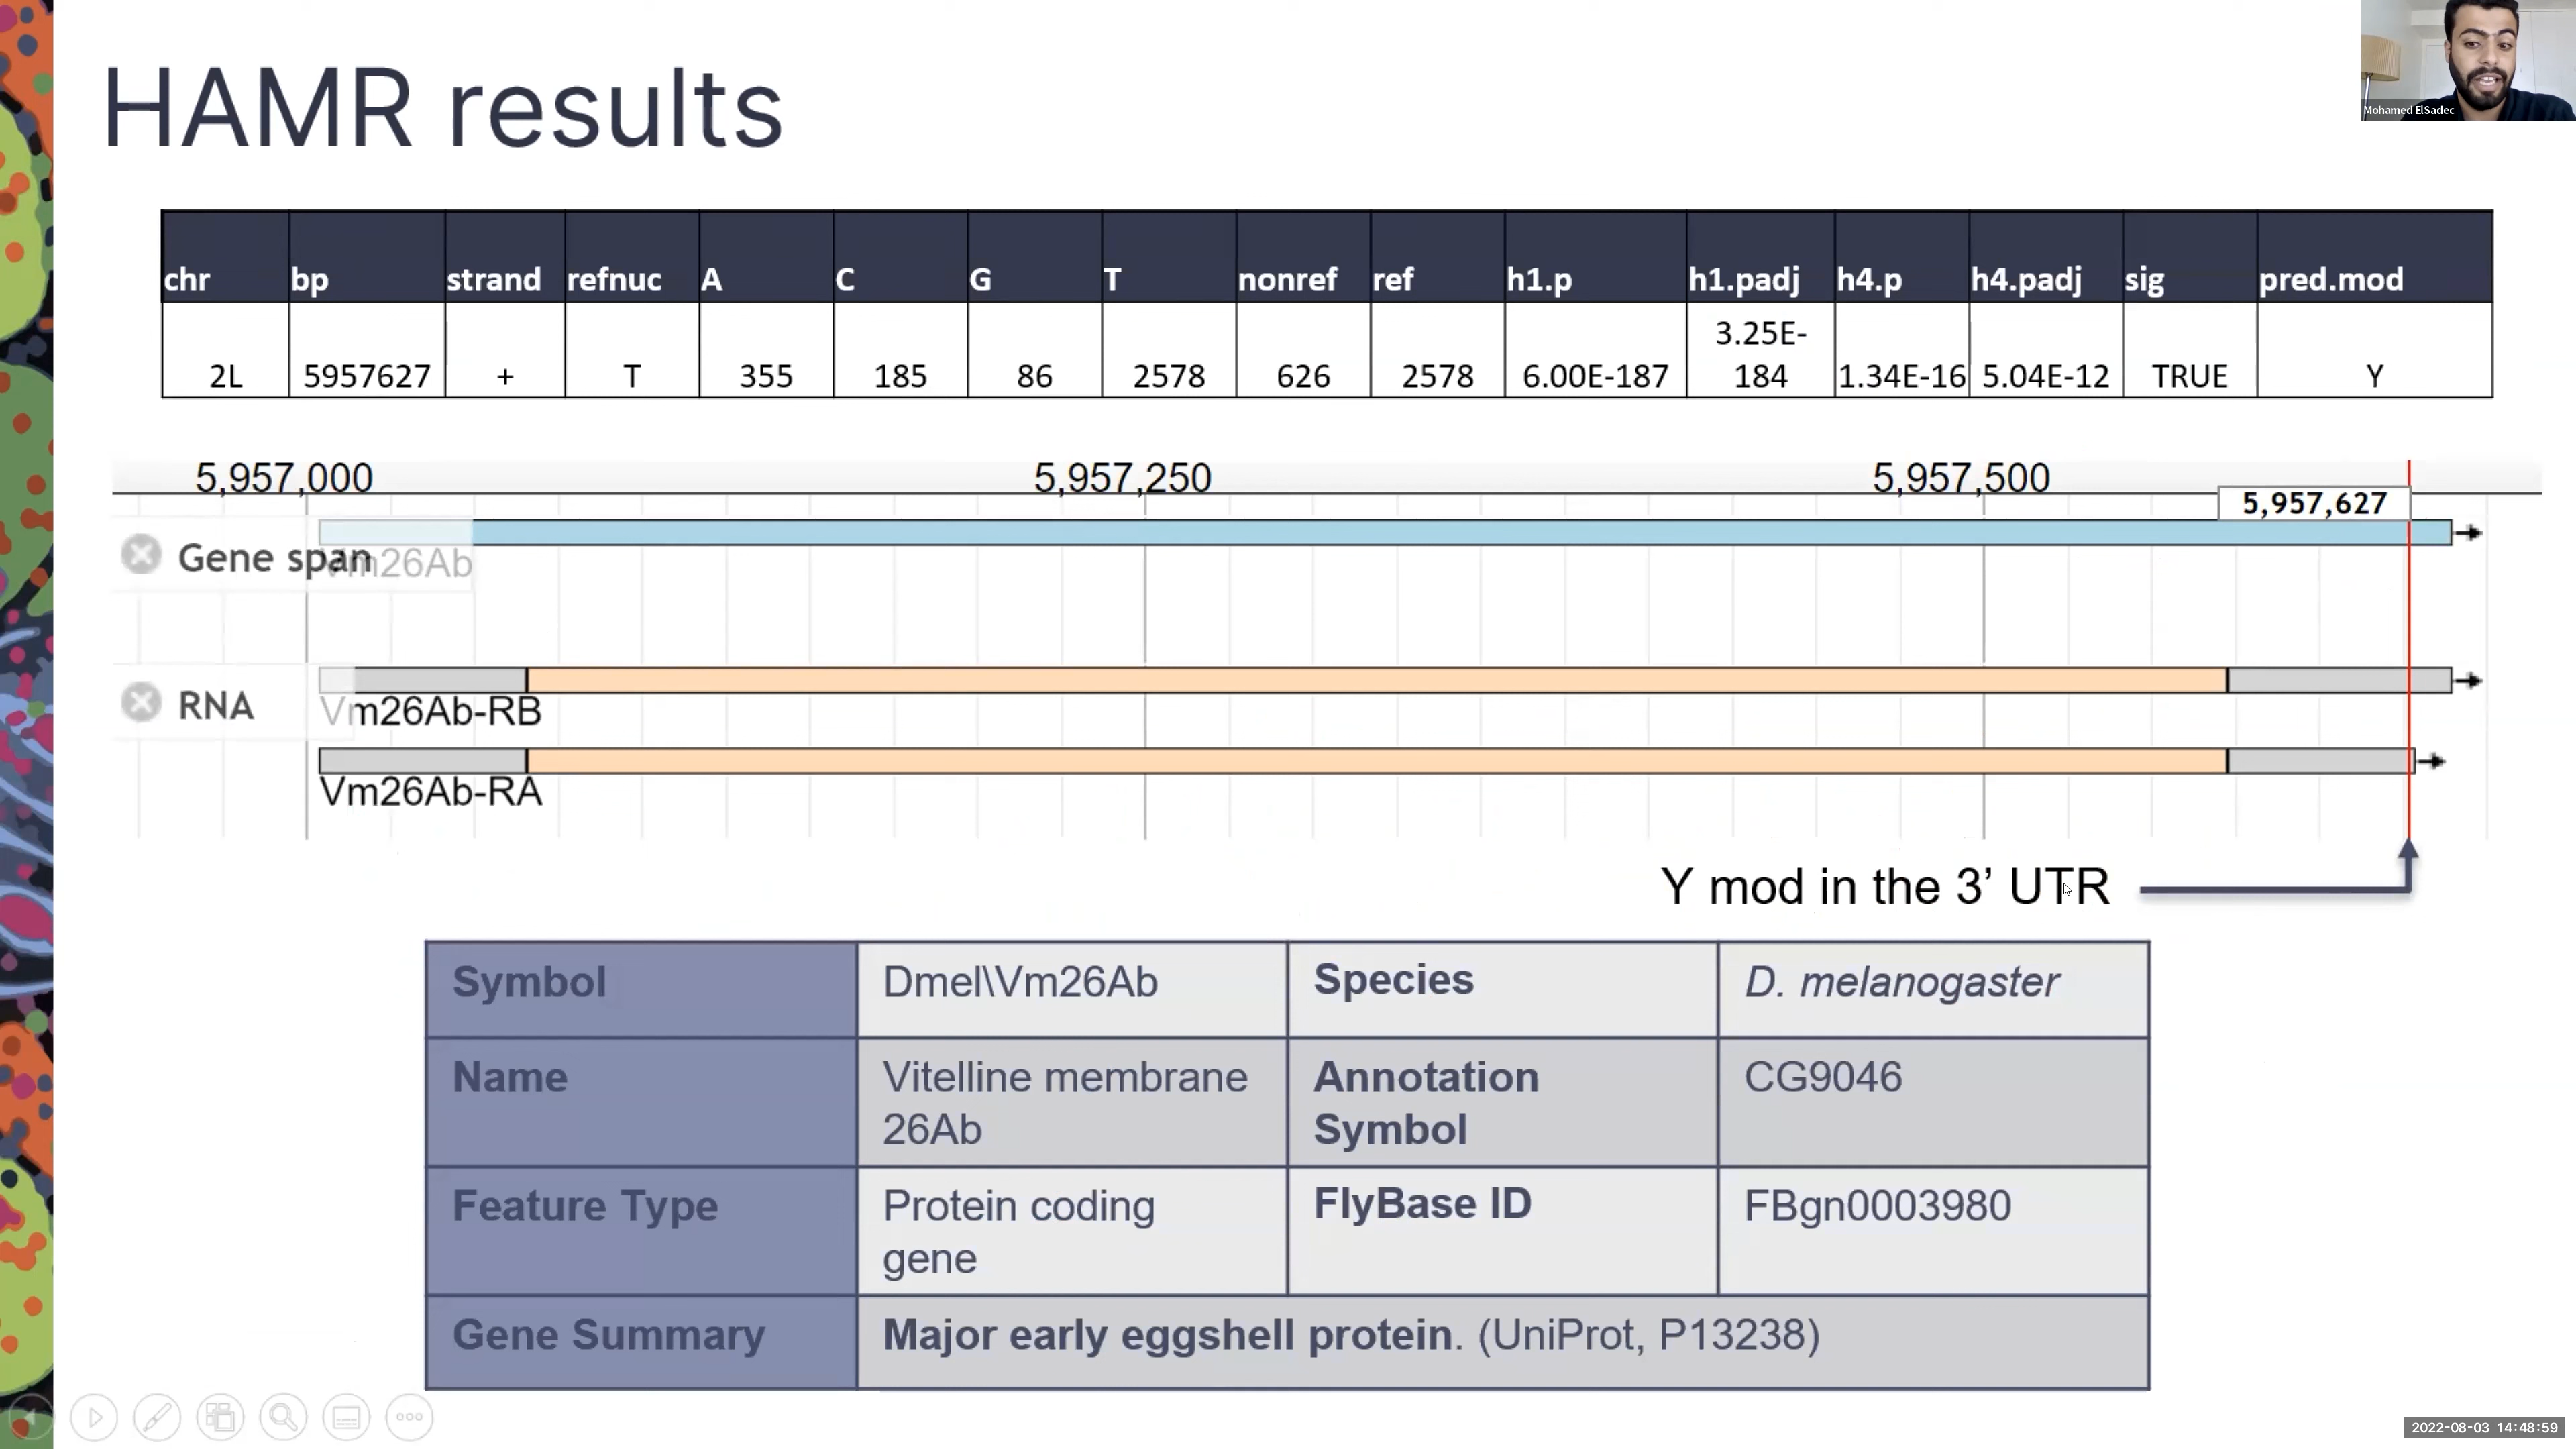 HAMR results
Mohamed ElSadec
chr bp strand refnuc A C G T nonref ref h1.p h1.padj h4.p h4.padj sig pred.mod
2L 5957627 + T 355 185 86 2578 626 2578 6.00E-187 3.25E-184 1.34E-16 5.04E-12 TRUE Y
5,957,000 5,957,250 5,957,500
5,957,627
Gene span
Vm26Ab
RNA
Vm26Ab-RB
Vm26Ab-RA
Y mod in the 3’ UTR
Symbol Dmel\Vm26Ab Species D. melanogaster
Name Vitelline membrane 26Ab Annotation Symbol CG9046
Feature Type Protein coding gene FlyBase ID FBgn0003980
Gene Summary Major early eggshell protein. (UniProt, P13238)
2022-08-03 14:48:59